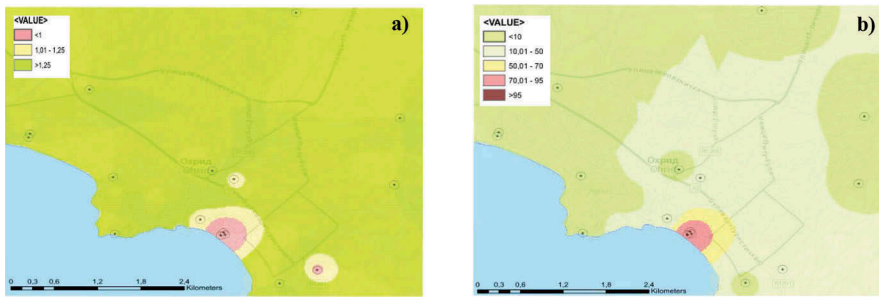 <VALUE>
<1
1,01 - 1,25
>1,25
a)
Охрид
0 0,3 0,6 1,2 1,8 2,4
Kilometers
<VALUE>
<10
10,01 - 50
50,01 - 70
70,01 - 95
>95
b)
Охрид
0 0,3 0,6 1,2 1,8 2,4
Kilometers